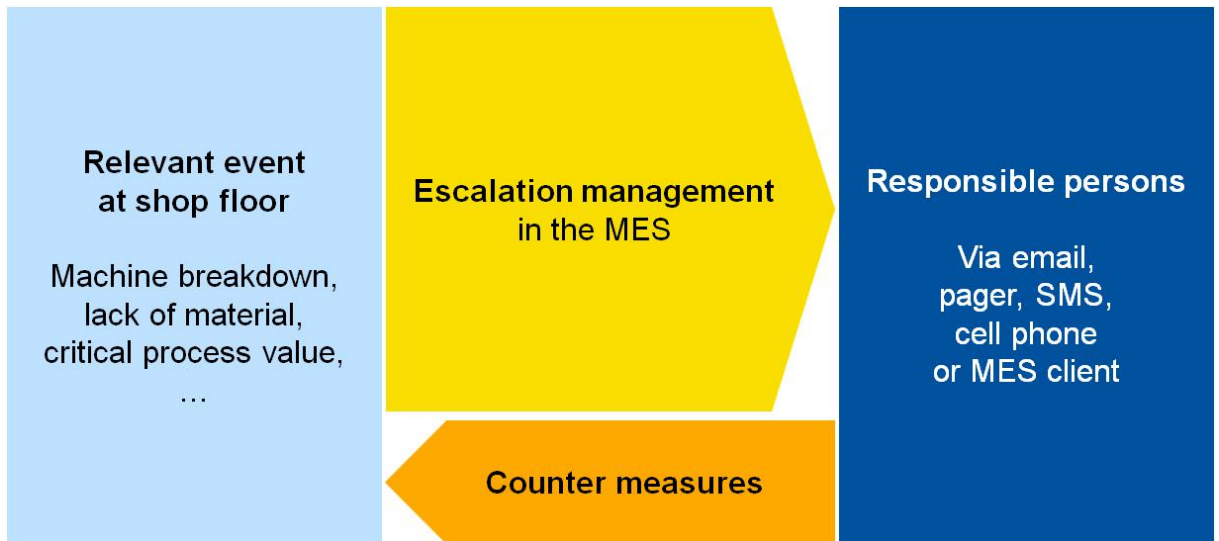 Relevant event
at shop floor
Machine breakdown,
lack of material,
critical process value,
...
Escalation management
in the MES
Responsible persons
Via email,
pager, SMS,
cell phone
or MES client
Counter measures